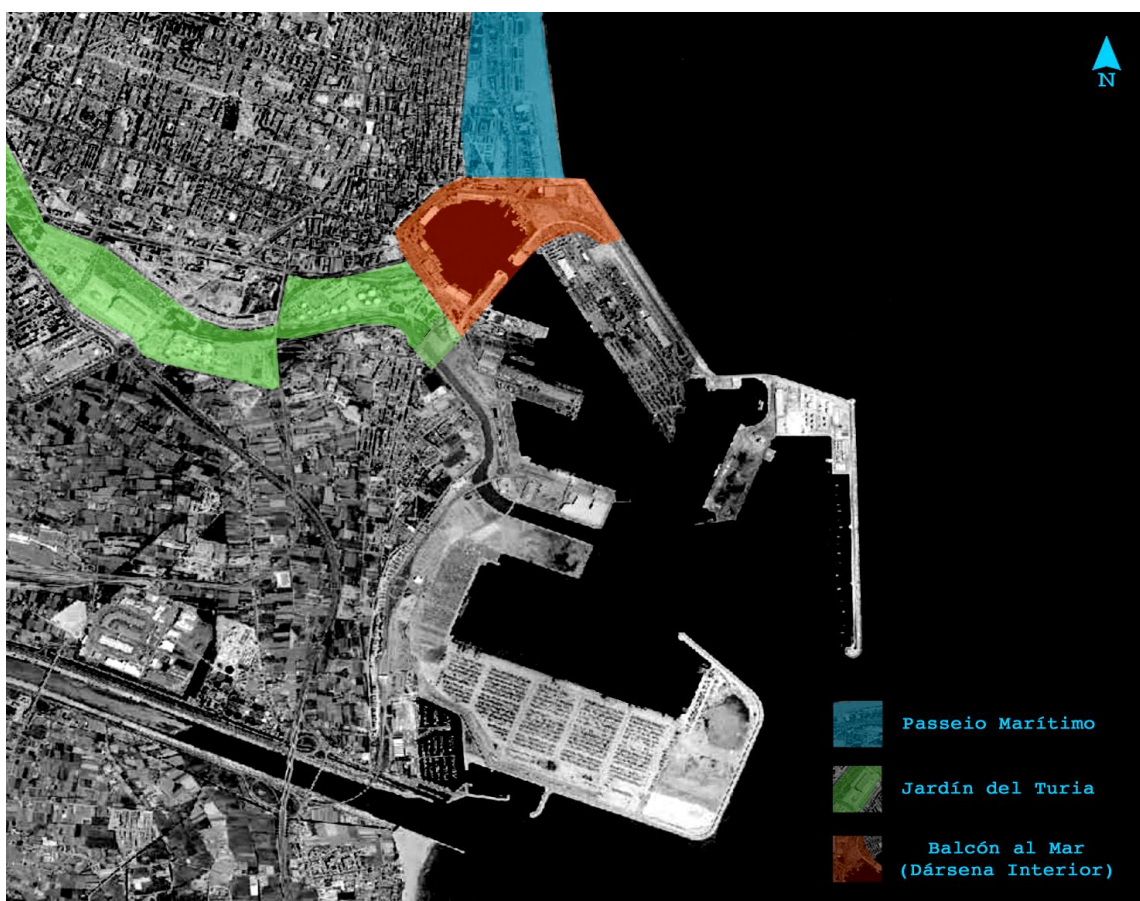 N
Passeio Marítimo
Jardín del Turia
Balcón al Mar
(Dársena Interior)